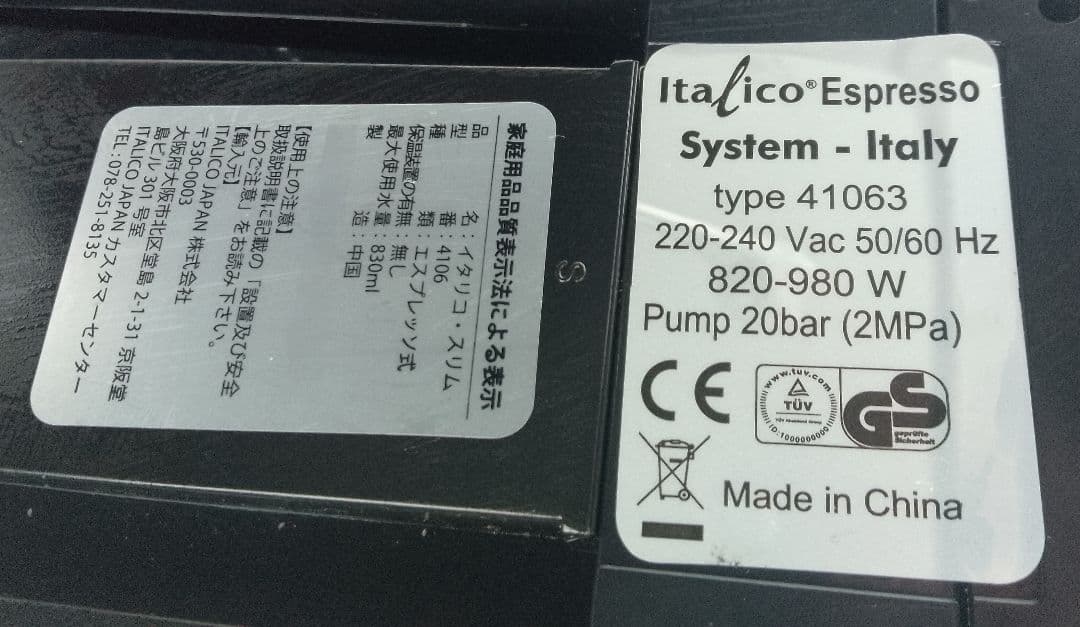 家庭用品品質表示法による表示
品名：イタリコ・スリム
型番：4106
種類：エスプレッソ式
保温装置の有無：無し
最大使用水量：830ml
製造：中国
【使用上の注意】
取扱説明書に記載の「設置及び安全
上のご注意」をお読み下さい。
【輸入元】
ITALICO JAPAN 株式会社
〒530-0003
大阪府大阪市北区堂島 2-1-31 京阪堂
島ビル 301 号室
ITALICO JAPAN カスタマーセンター
TEL：078-251-8135
S
Italico® Espresso
System - Italy
type 41063
220-240 Vac 50/60 Hz
820-980 W
Pump 20bar (2MPa)
CE
www.tuv.com
TÜV
ID:1000000000
GS
geprüfte
Sicherheit
Made in China